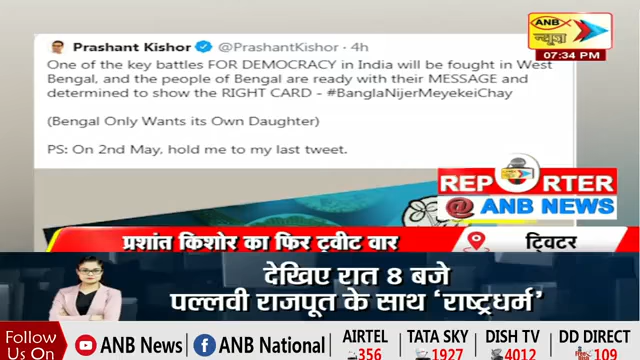 ANB
न्यूज़
07:34 PM
Prashant Kishor @PrashantKishor · 4h
One of the key battles FOR DEMOCRACY in India will be fought in West
Bengal, and the people of Bengal are ready with their MESSAGE and
determined to show the RIGHT CARD - #BanglaNijerMeyekeiChay
(Bengal Only Wants its Own Daughter)
PS: On 2nd May, hold me to my last tweet.
REPORTER
@ ANB NEWS
प्रशांत किशोर का फिर ट्वीट वार
ट्विटर
देखिए रात 8 बजे
पल्लवी राजपूत के साथ ‘राष्ट्रधर्म’
Follow
Us On
ANB News
ANB National
AIRTEL
356
TATA SKY
1927
DISH TV
4012
DD DIRECT
109